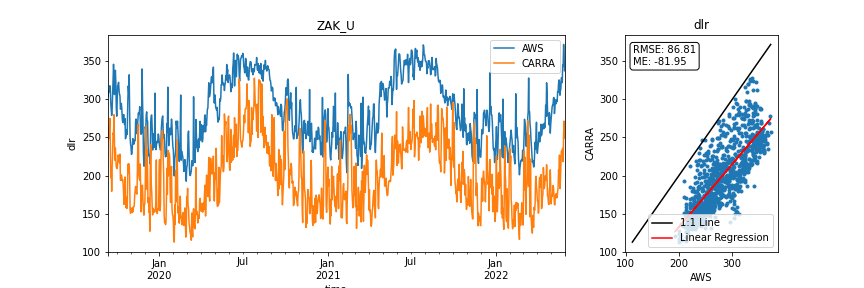 ZAK_U
dlr
350
300
250
200
150
100
AWS
CARRA
Jan
2020
Jul
Jan
2021
Jul
Jan
2022
time
dlr
CARRA
350
300
250
200
150
100
RMSE: 86.81
ME: -81.95
1:1 Line
Linear Regression
100
200
300
AWS